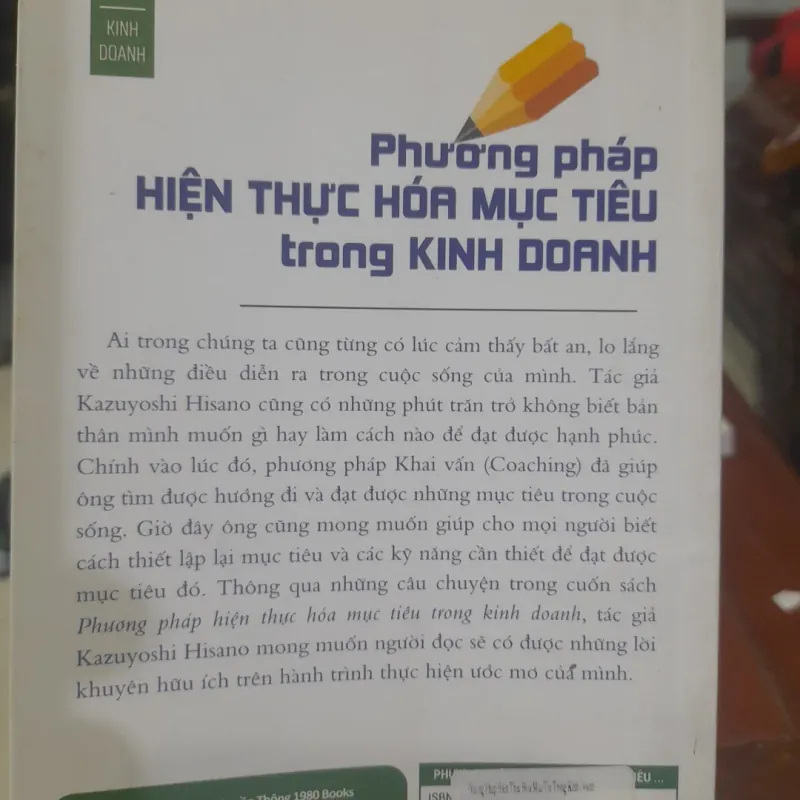 KINH
DOANH
Phương pháp
HIỆN THỰC HÓA MỤC TIÊU
trong KINH DOANH
Ai trong chúng ta cũng từng có lúc cảm thấy bất an, lo lắng
về những điều diễn ra trong cuộc sống của mình. Tác giả
Kazuyoshi Hisano cũng có những phút trăn trở không biết bản
thân mình muốn gì hay làm cách nào để đạt được hạnh phúc.
Chính vào lúc đó, phương pháp Khai vấn (Coaching) đã giúp
ông tìm được hướng đi và đạt được những mục tiêu trong cuộc
sống. Giờ đây ông cũng mong muốn giúp cho mọi người biết
cách thiết lập lại mục tiêu và các kỹ năng cần thiết để đạt được
mục tiêu đó. Thông qua những câu chuyện trong cuốn sách
Phương pháp hiện thực hóa mục tiêu trong kinh doanh, tác giả
Kazuyoshi Hisano mong muốn người đọc sẽ có được những lời
khuyên hữu ích trên hành trình thực hiện ước mơ của mình.
Thông 1980 Books
ISBN